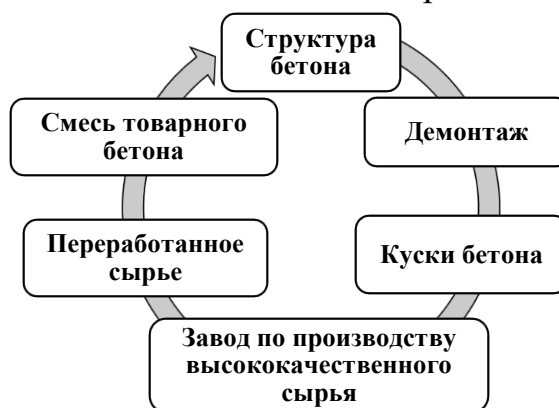 Структура
бетона
Демонтаж
Куски бетона
Завод по производству
высококачественного
сырья
Переработанное
сырье
Смесь товарного
бетона